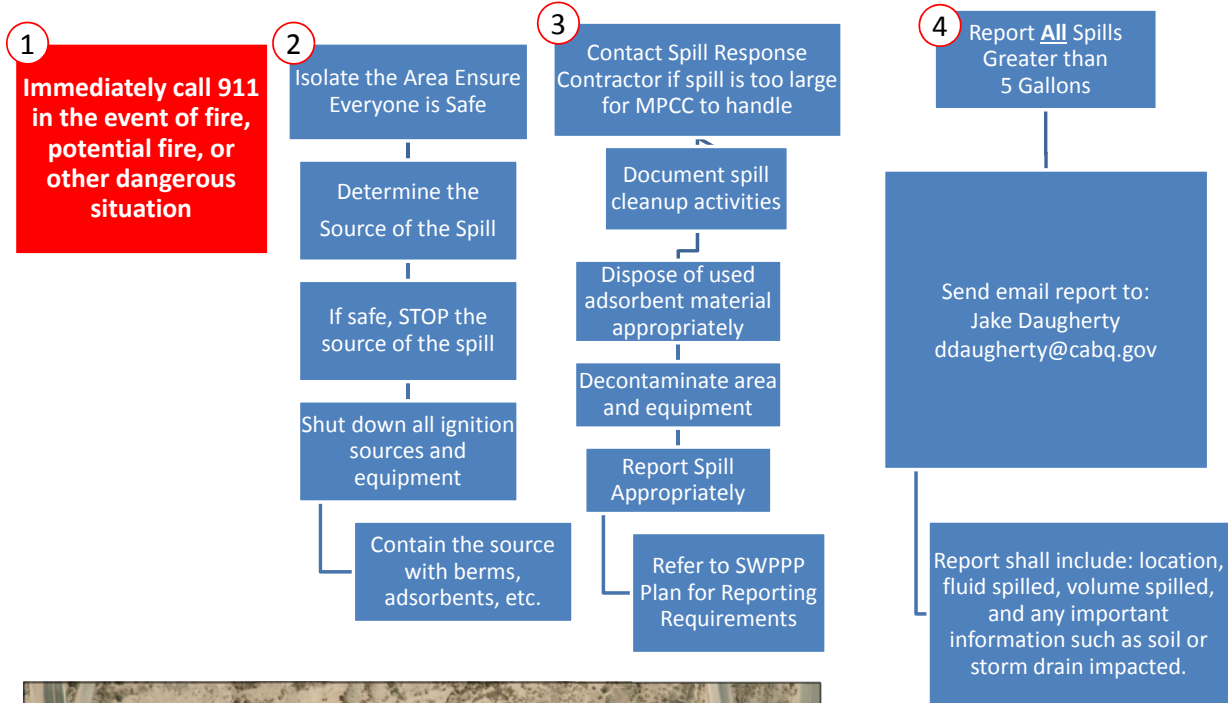 1
Immediately call 911
in the event of fire,
potential fire, or
other dangerous
situation
2
Isolate the Area Ensure
Everyone is Safe
Determine the
Source of the Spill
If safe, STOP the
source of the spill
Shut down all ignition
sources and
equipment
Contain the source
with berms,
adsorbents, etc.
3
Contact Spill Response
Contractor if spill is too large
for MPCC to handle
Document spill
cleanup activities
Dispose of used
adsorbent material
appropriately
Decontaminate area
and equipment
Report Spill
Appropriately
Refer to SWPPP
Plan for Reporting
Requirements
4
Report All Spills
Greater than
5 Gallons
Send email report to:
Jake Daugherty
ddaugherty@cabq.gov
Report shall include: location,
fluid spilled, volume spilled,
and any important
information such as soil or
storm drain impacted.